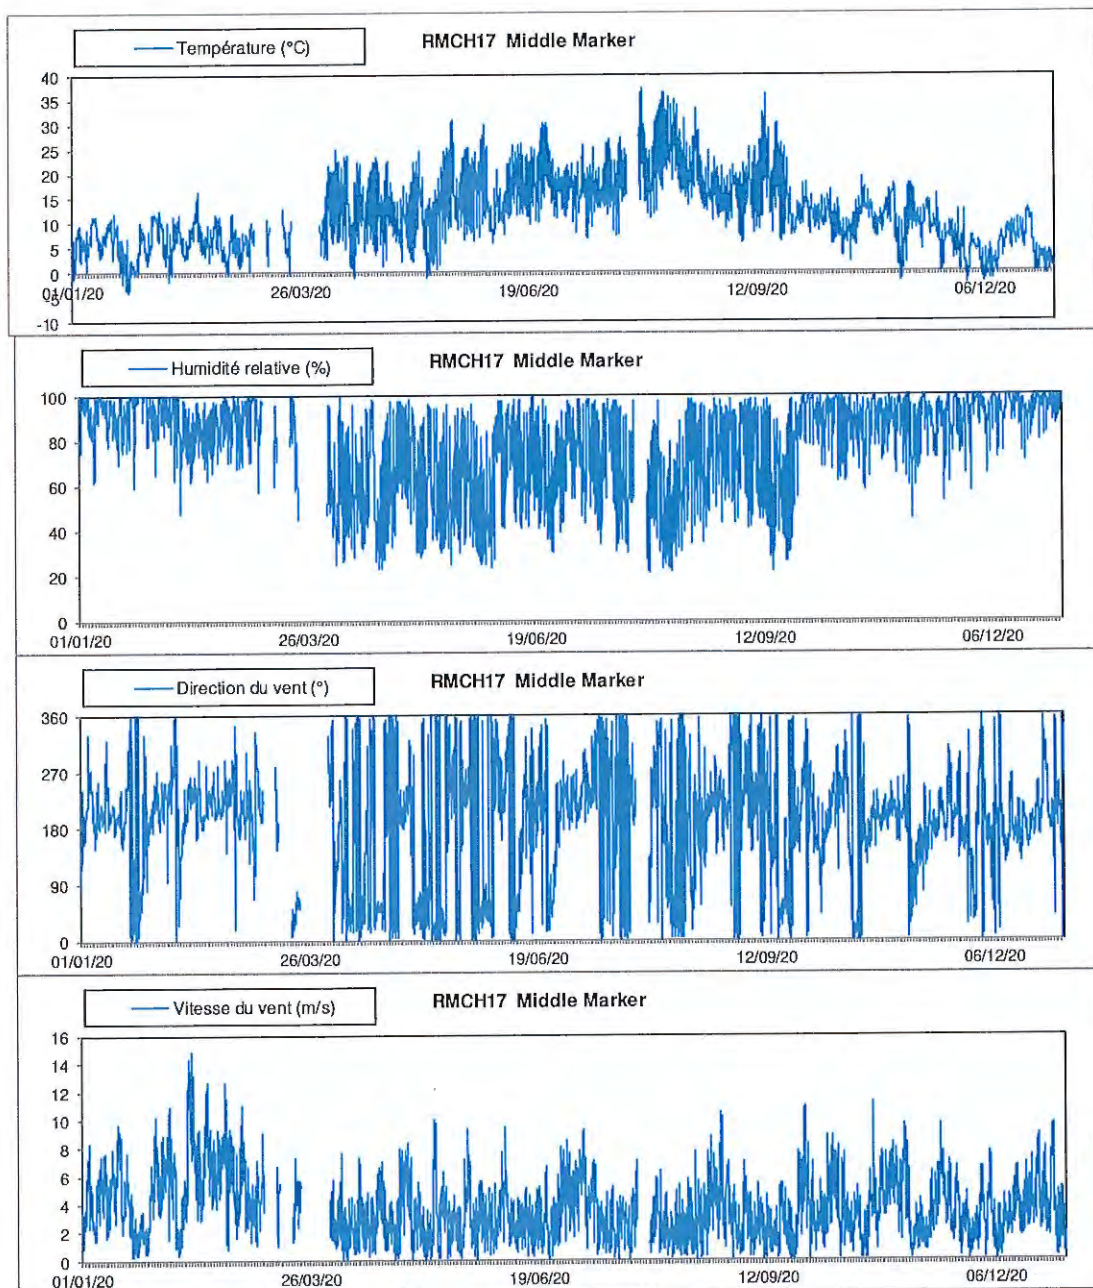 RMCH17 Middle Marker
Température (°C)
40
35
30
25
20
15
10
5
0
01/01/20 26/03/20 19/06/20 12/09/20 06/12/20
-5
-10
RMCH17 Middle Marker
Humidité relative (%)
100
80
60
40
20
0
01/01/20 26/03/20 19/06/20 12/09/20 06/12/20
RMCH17 Middle Marker
Direction du vent (°)
360
270
180
90
0
01/01/20 26/03/20 19/06/20 12/09/20 06/12/20
RMCH17 Middle Marker
Vitesse du vent (m/s)
16
14
12
10
8
6
4
2
0
01/01/20 26/03/20 19/06/20 12/09/20 06/12/20